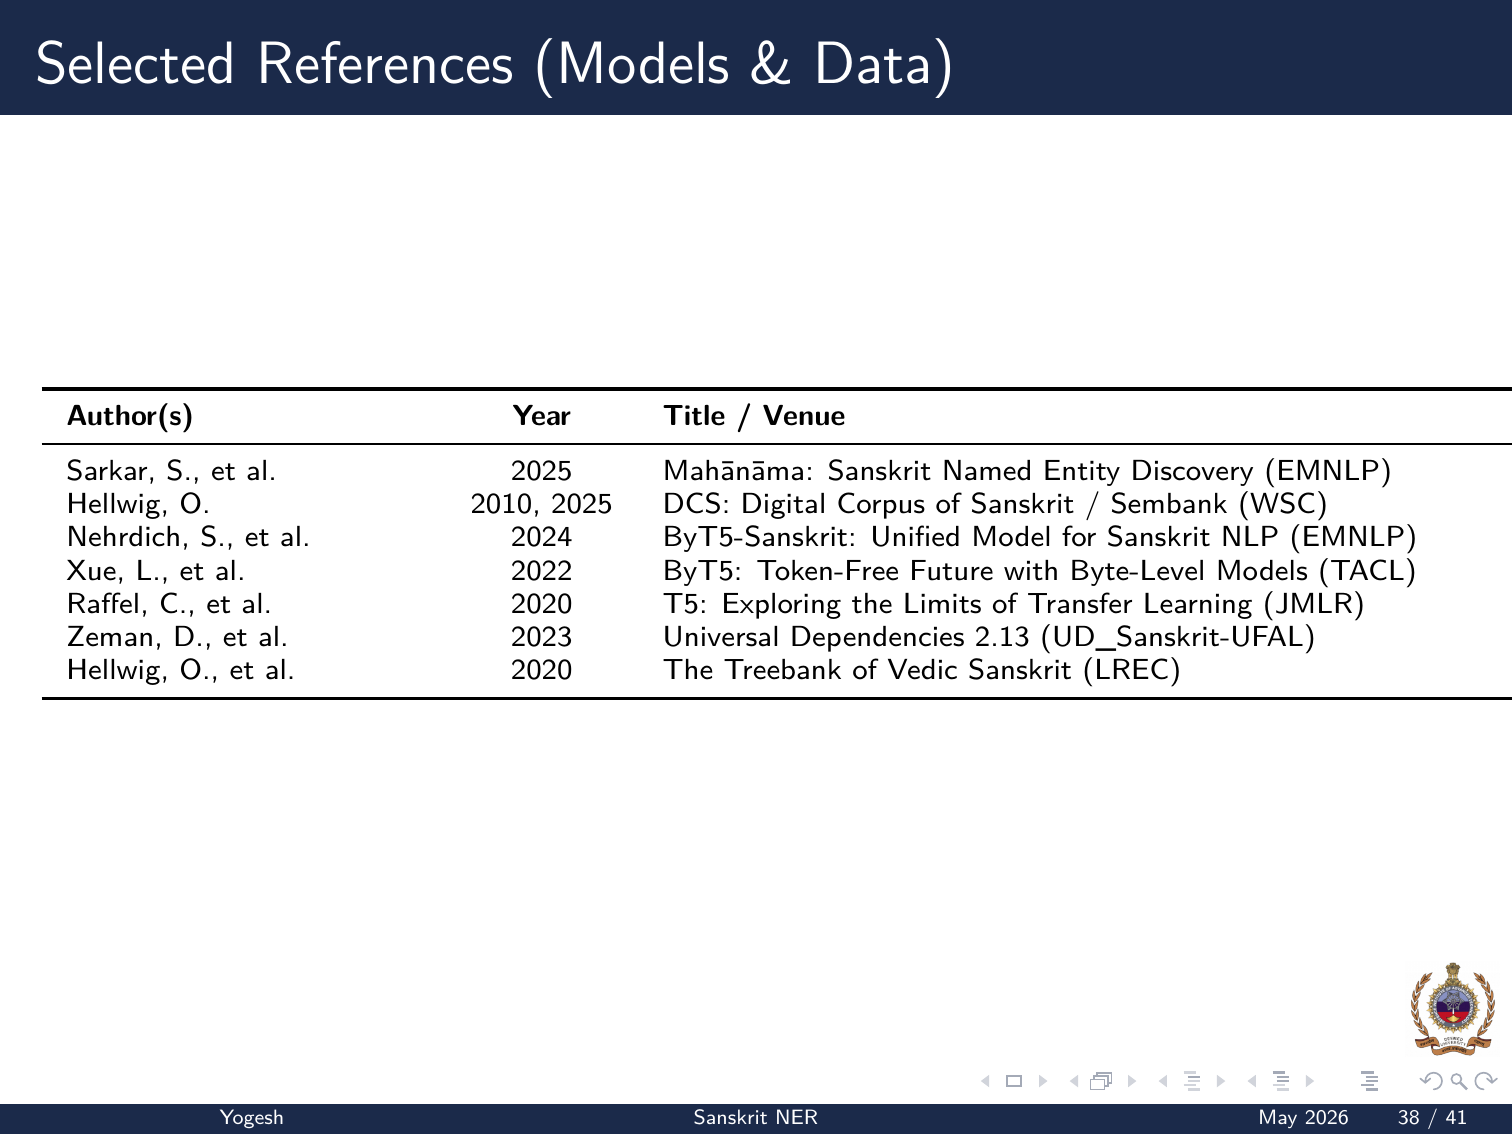 Selected References (Models & Data)
Author(s) Year Title / Venue
Sarkar, S., et al. 2025 Mahānāma: Sanskrit Named Entity Discovery (EMNLP)
Hellwig, O. 2010, 2025 DCS: Digital Corpus of Sanskrit / Sembank (WSC)
Nehrdich, S., et al. 2024 ByT5-Sanskrit: Unified Model for Sanskrit NLP (EMNLP)
Xue, L., et al. 2022 ByT5: Token-Free Future with Byte-Level Models (TACL)
Raffel, C., et al. 2020 T5: Exploring the Limits of Transfer Learning (JMLR)
Zeman, D., et al. 2023 Universal Dependencies 2.13 (UD_Sanskrit-UFAL)
Hellwig, O., et al. 2020 The Treebank of Vedic Sanskrit (LREC)
Yogesh Sanskrit NER May 2026 38 / 41